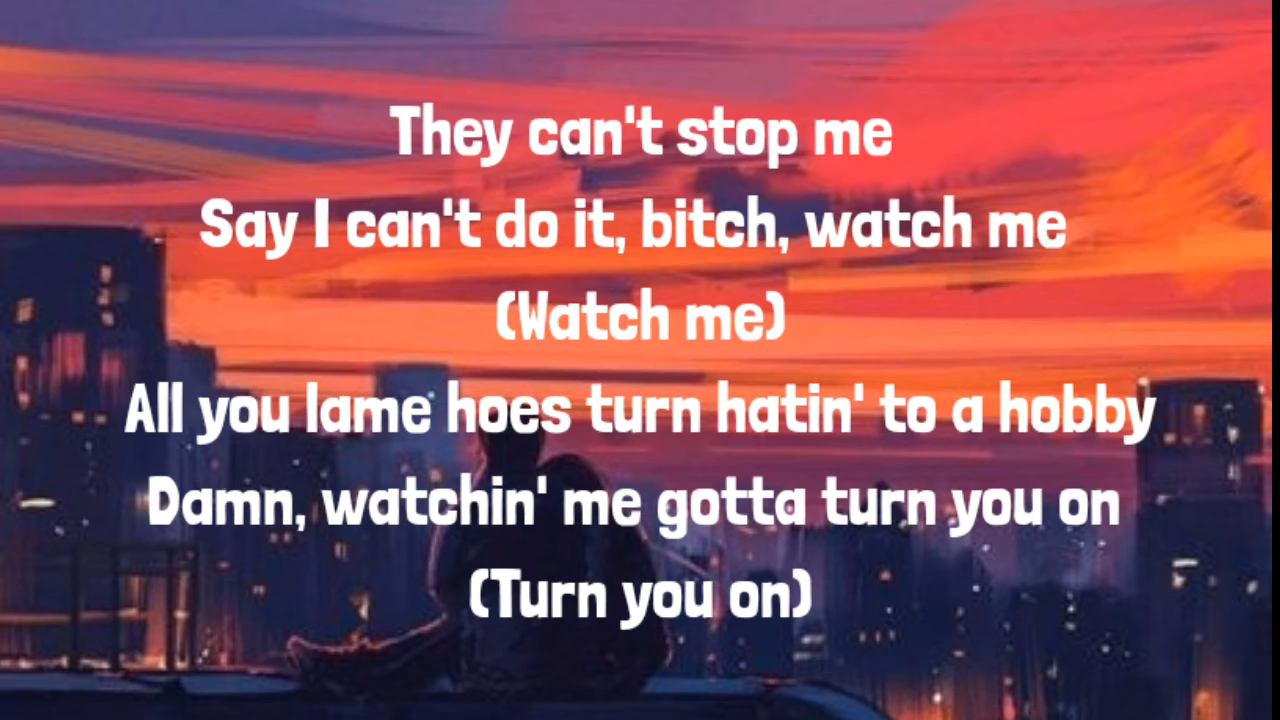 They can't stop me
Say I can't do it, bitch, watch me
(Watch me)
All you lame hoes turn hatin' to a hobby
Damn, watchin' me gotta turn you on
(Turn you on)